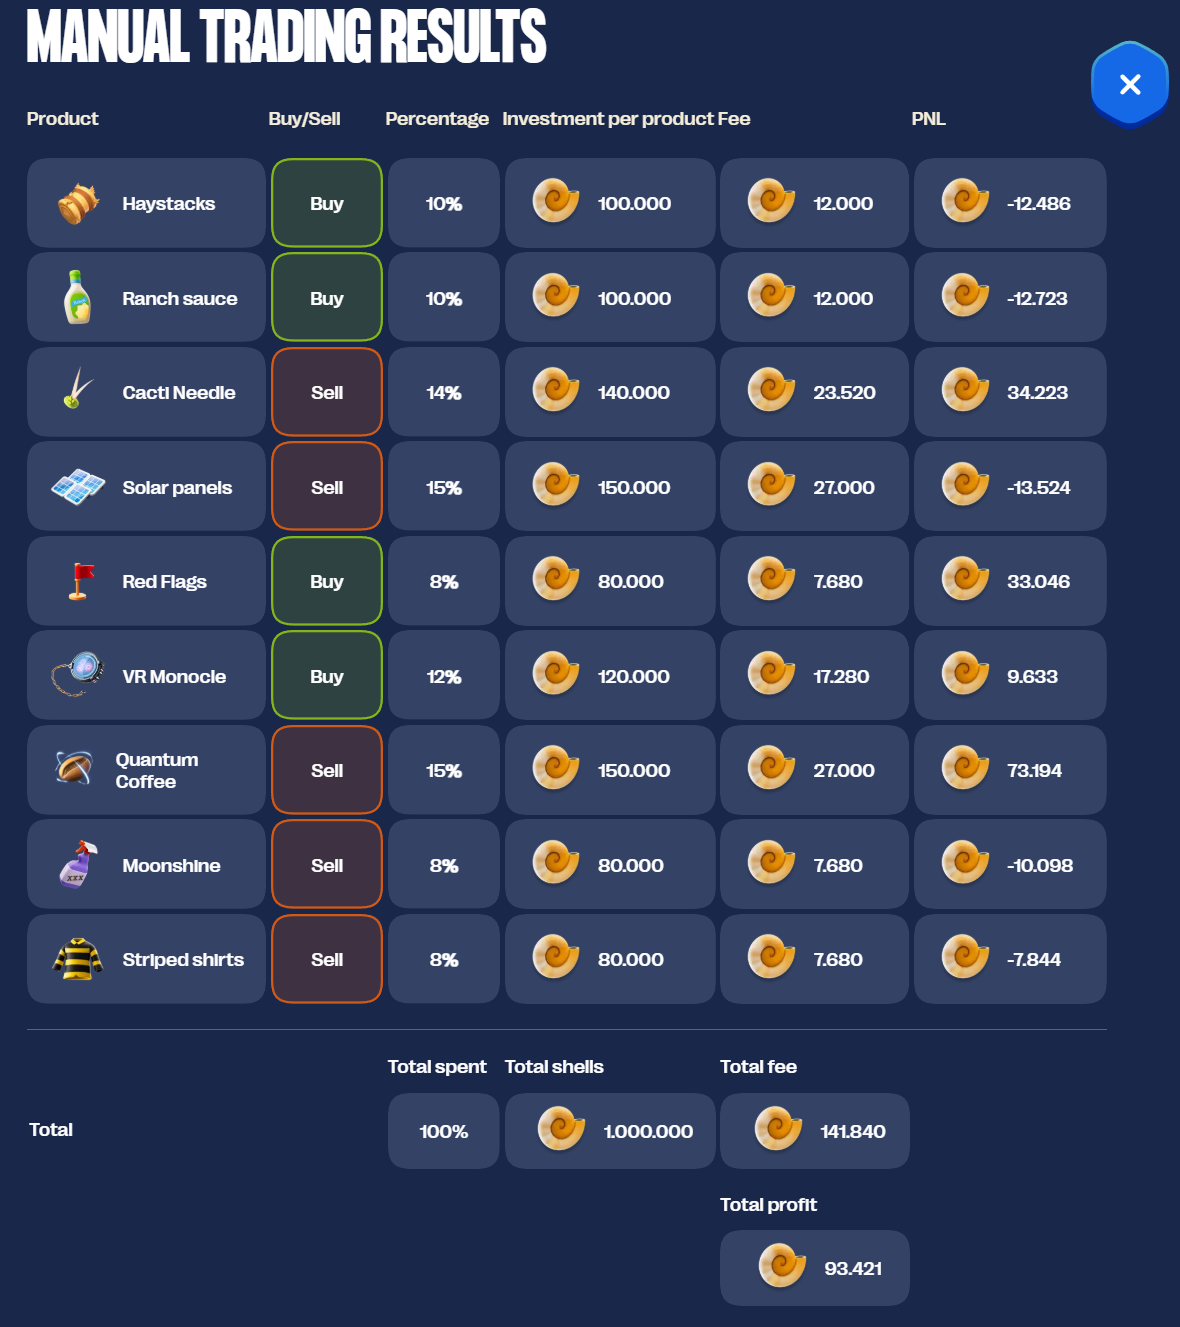 MANUAL TRADING RESULTS
Product Buy/Sell Percentage Investment per product Fee PNL
Haystacks Buy 10% 100.000 12.000 -12.486
Ranch sauce Buy 10% 100.000 12.000 -12.723
Cacti Needle Sell 14% 140.000 23.520 34.223
Solar panels Sell 15% 150.000 27.000 -13.524
Red Flags Buy 8% 80.000 7.680 33.046
VR Monocle Buy 12% 120.000 17.280 9.633
Quantum
Coffee Sell 15% 150.000 27.000 73.194
Moonshine Sell 8% 80.000 7.680 -10.098
XXX
Striped shirts Sell 8% 80.000 7.680 -7.844
Total spent Total shells Total fee
Total 100% 1.000.000 141.840
Total profit
93.421